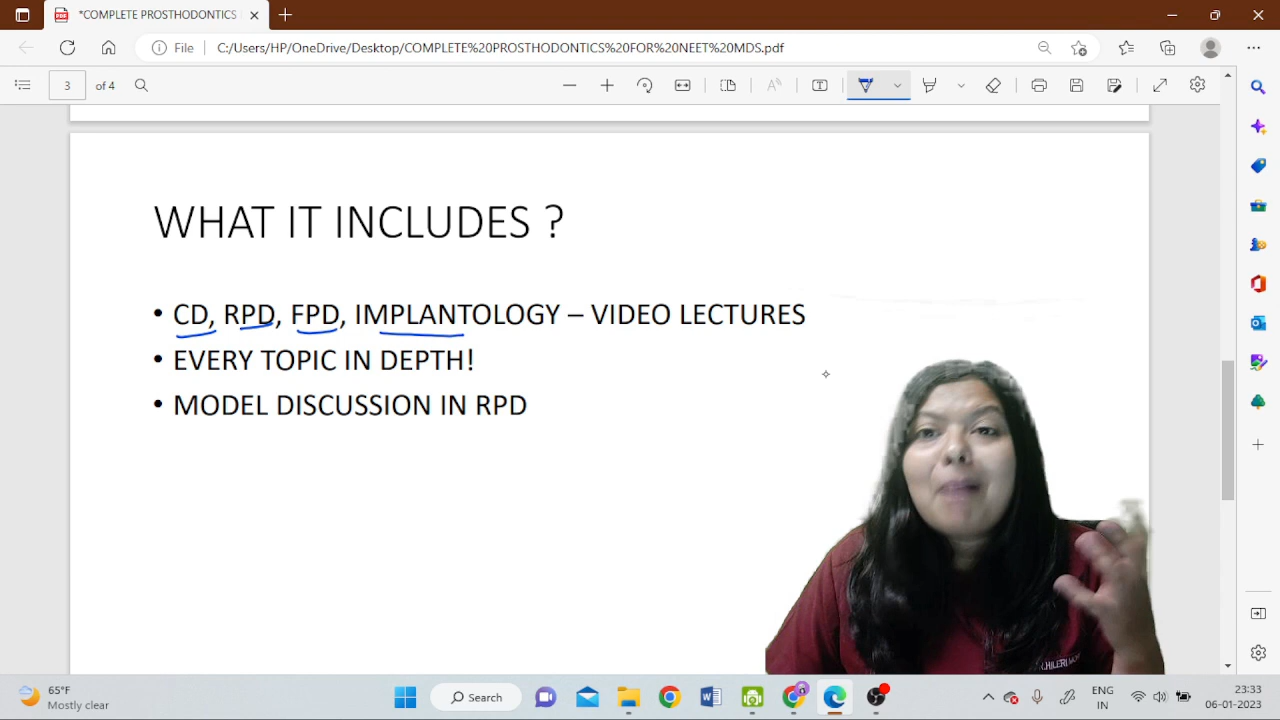 *COMPLETE PROSTHODONTICS
File
C:/Users/HP/OneDrive/Desktop/COMPLETE%20PROSTHODONTICS%20FOR%20NEET%20MDS.pdf
3 of 4
WHAT IT INCLUDES ?
• CD, RPD, FPD, IMPLANTOLOGY – VIDEO LECTURES
• EVERY TOPIC IN DEPTH!
• MODEL DISCUSSION IN RPD
65°F
Mostly clear
Search
ENG
IN
23:33
06-01-2023